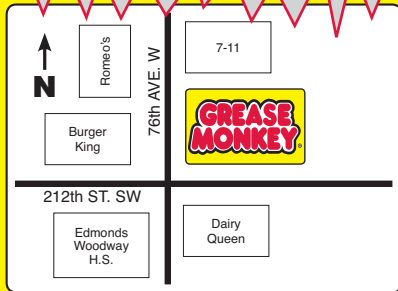 N
Romeo's
7-11
76th AVE. W
Burger
King
GREASE
MONKEY®
212th ST. SW
Edmonds
Woodway
H.S.
Dairy
Queen